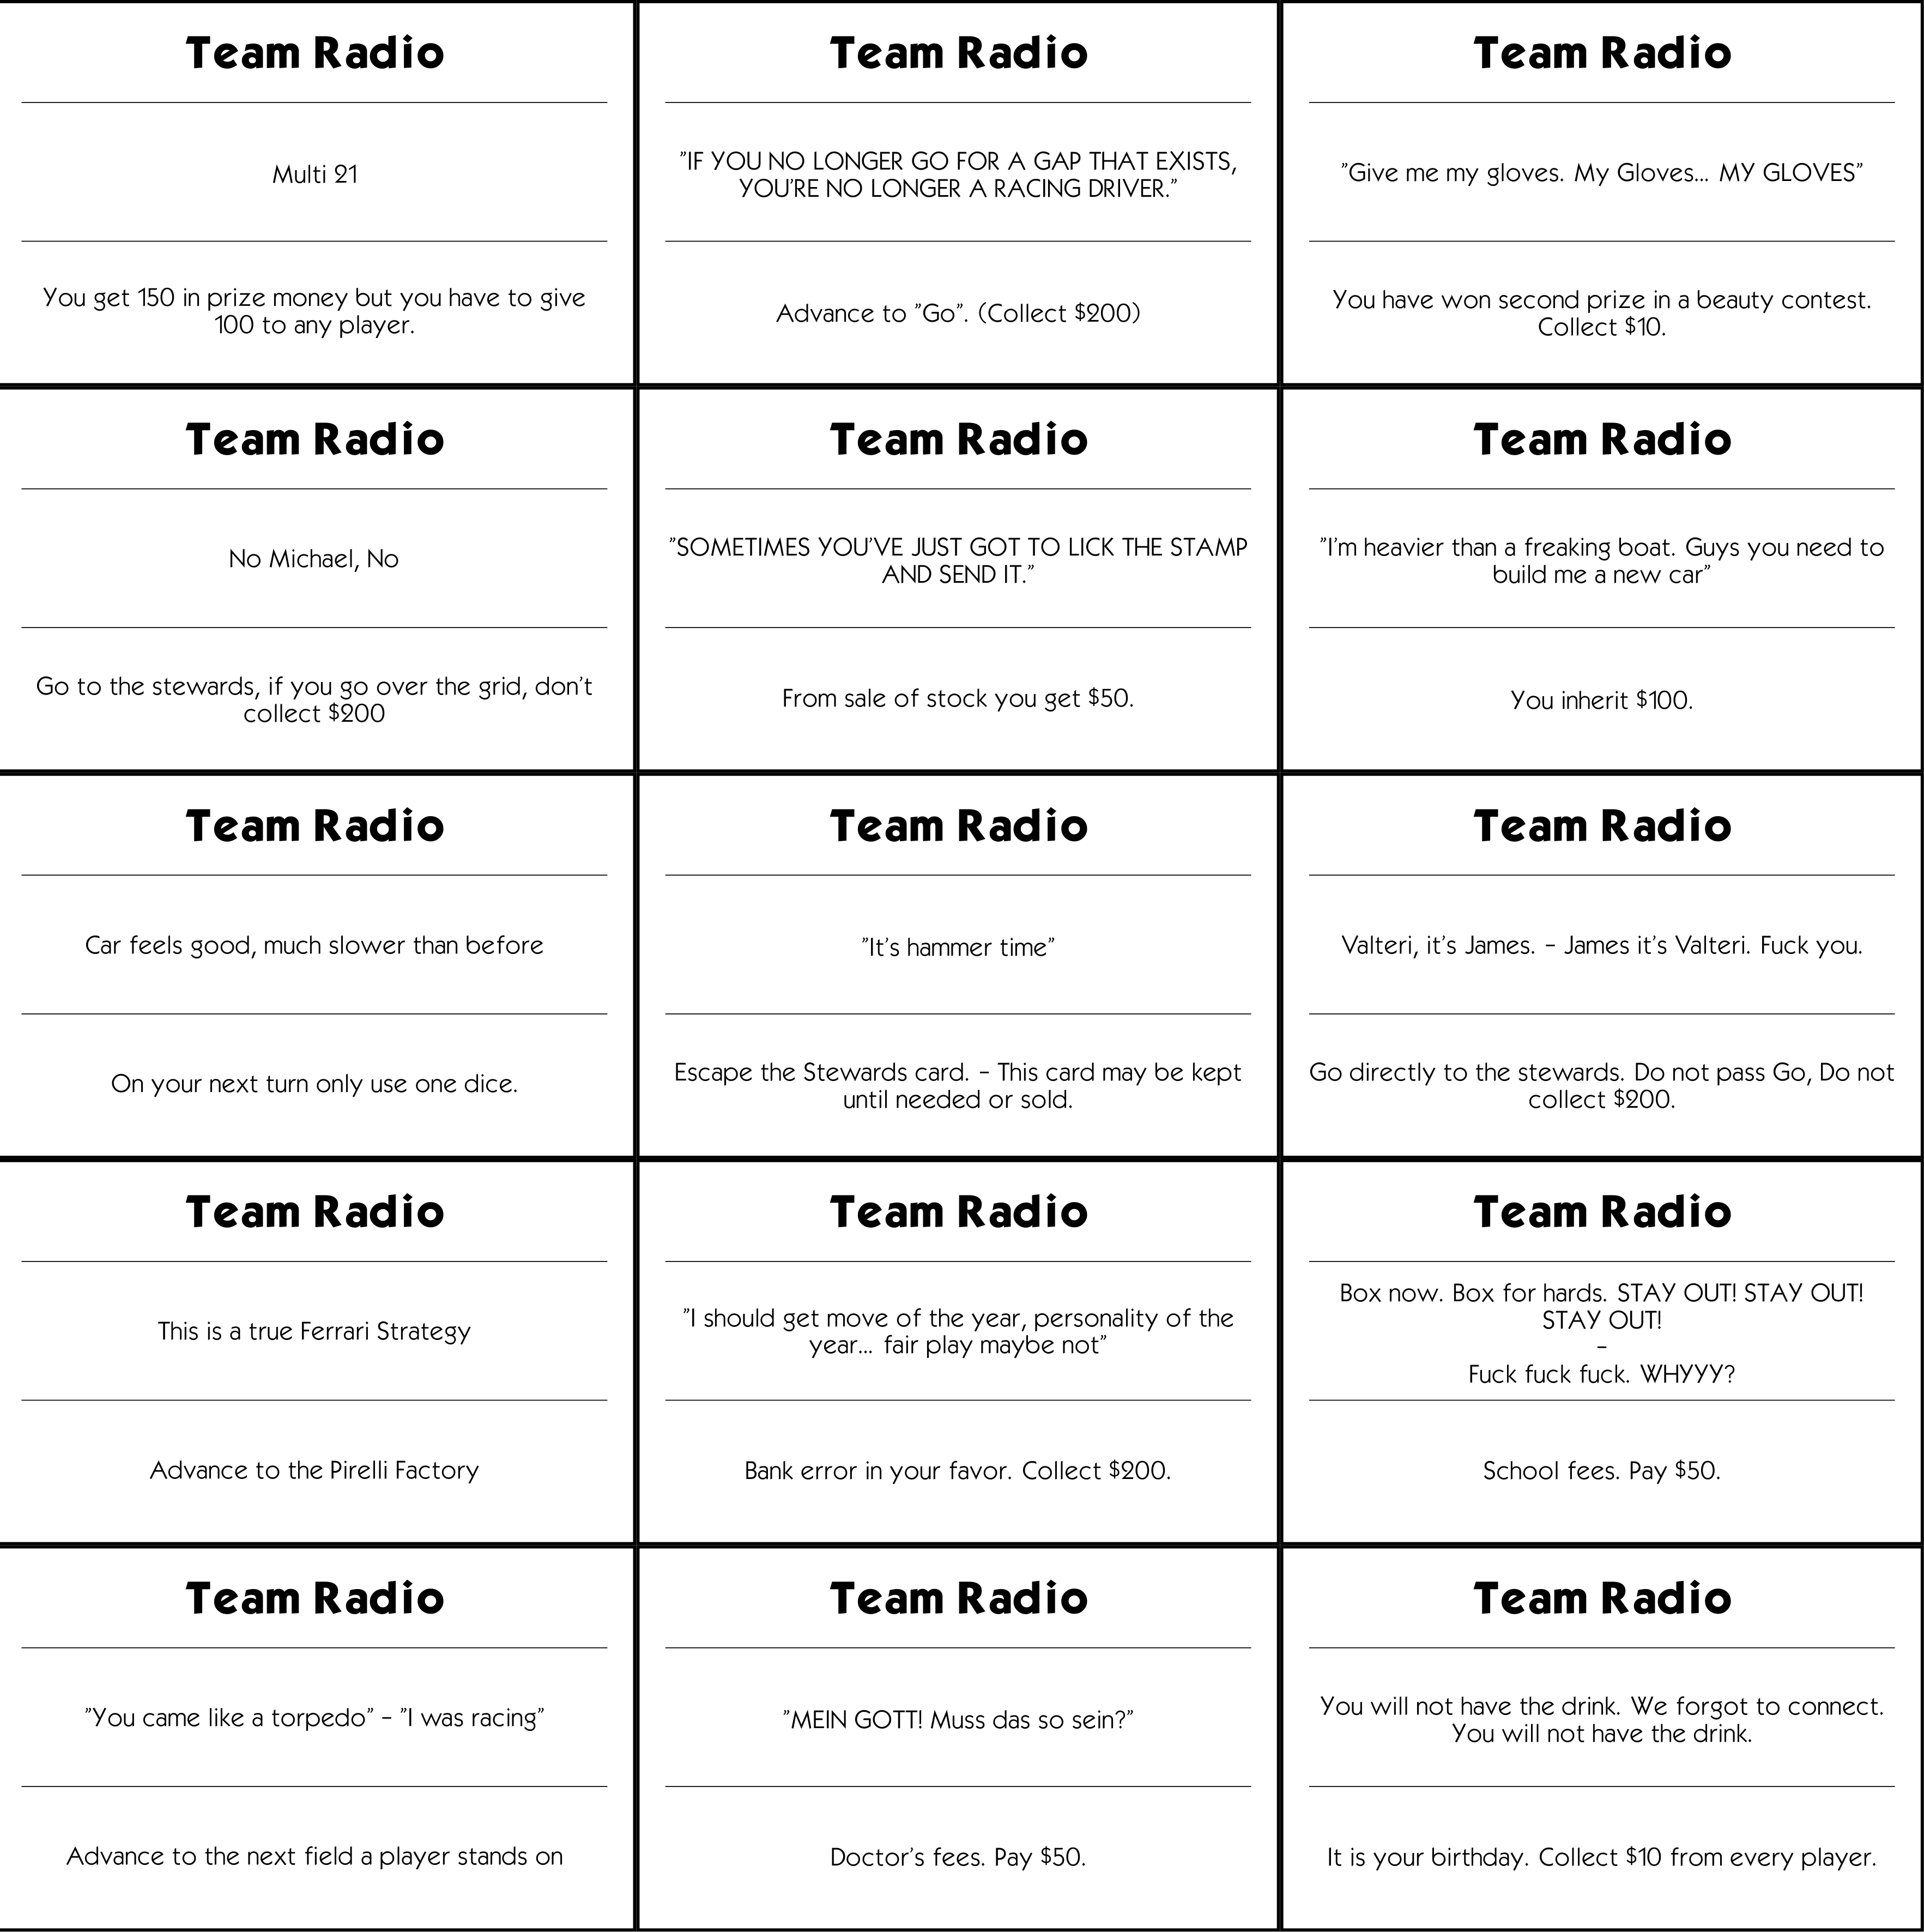 Team Radio
Multi 21
You get 150 in prize money but you have to give
100 to any player.
Team Radio
"IF YOU NO LONGER GO FOR A GAP THAT EXISTS,
YOU'RE NO LONGER A RACING DRIVER."
Advance to "Go". (Collect $200)
Team Radio
"Give me my gloves. My Gloves... MY GLOVES"
You have won second prize in a beauty contest.
Collect $10.
Team Radio
No Michael, No
Go to the stewards, if you go over the grid, don't
collect $200
Team Radio
"SOMETIMES YOU'VE JUST GOT TO LICK THE STAMP
AND SEND IT."
From sale of stock you get $50.
Team Radio
"I'm heavier than a freaking boat. Guys you need to
build me a new car"
You inherit $100.
Team Radio
Car feels good, much slower than before
On your next turn only use one dice.
Team Radio
"It's hammer time"
Escape the Stewards card. - This card may be kept
until needed or sold.
Team Radio
Valteri, it's James. - James it's Valteri. Fuck you.
Go directly to the stewards. Do not pass Go, Do not
collect $200.
Team Radio
This is a true Ferrari Strategy
Advance to the Pirelli Factory
Team Radio
"I should get move of the year, personality of the
year... fair play maybe not"
Bank error in your favor. Collect $200.
Team Radio
Box now. Box for hards. STAY OUT! STAY OUT!
STAY OUT!
-
Fuck fuck fuck. WHYYY?
School fees. Pay $50.
Team Radio
"You came like a torpedo" - "I was racing"
Advance to the next field a player stands on
Team Radio
"MEIN GOTT! Muss das so sein?"
Doctor's fees. Pay $50.
Team Radio
You will not have the drink. We forgot to connect.
You will not have the drink.
It is your birthday. Collect $10 from every player.